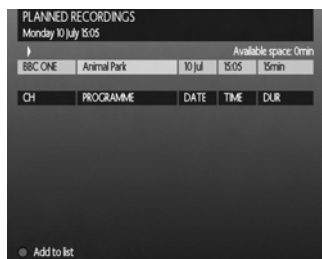 PLANNED RECORDINGS
Monday 10 July 15:05
Available space: 0min
BBC ONE Animal Park 10 Jul 15:05 15min
CH PROGRAMME DATE TIME DUR
Add to list